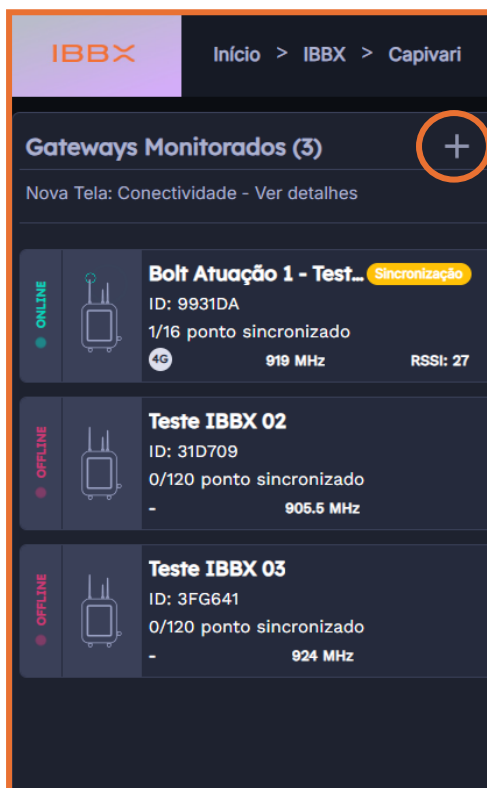 IBBX
Início > IBBX > Capivari
Gateways Monitorados (3)
+
Nova Tela: Conectividade - Ver detalhes
ONLINE
Bolt Atuação 1 - Test... Sincronização
ID: 9931DA
1/16 ponto sincronizado
4G 919 MHz RSSI: 27
OFFLINE
Teste IBBX 02
ID: 31D709
0/120 ponto sincronizado
- 905.5 MHz
OFFLINE
Teste IBBX 03
ID: 3FG641
0/120 ponto sincronizado
- 924 MHz